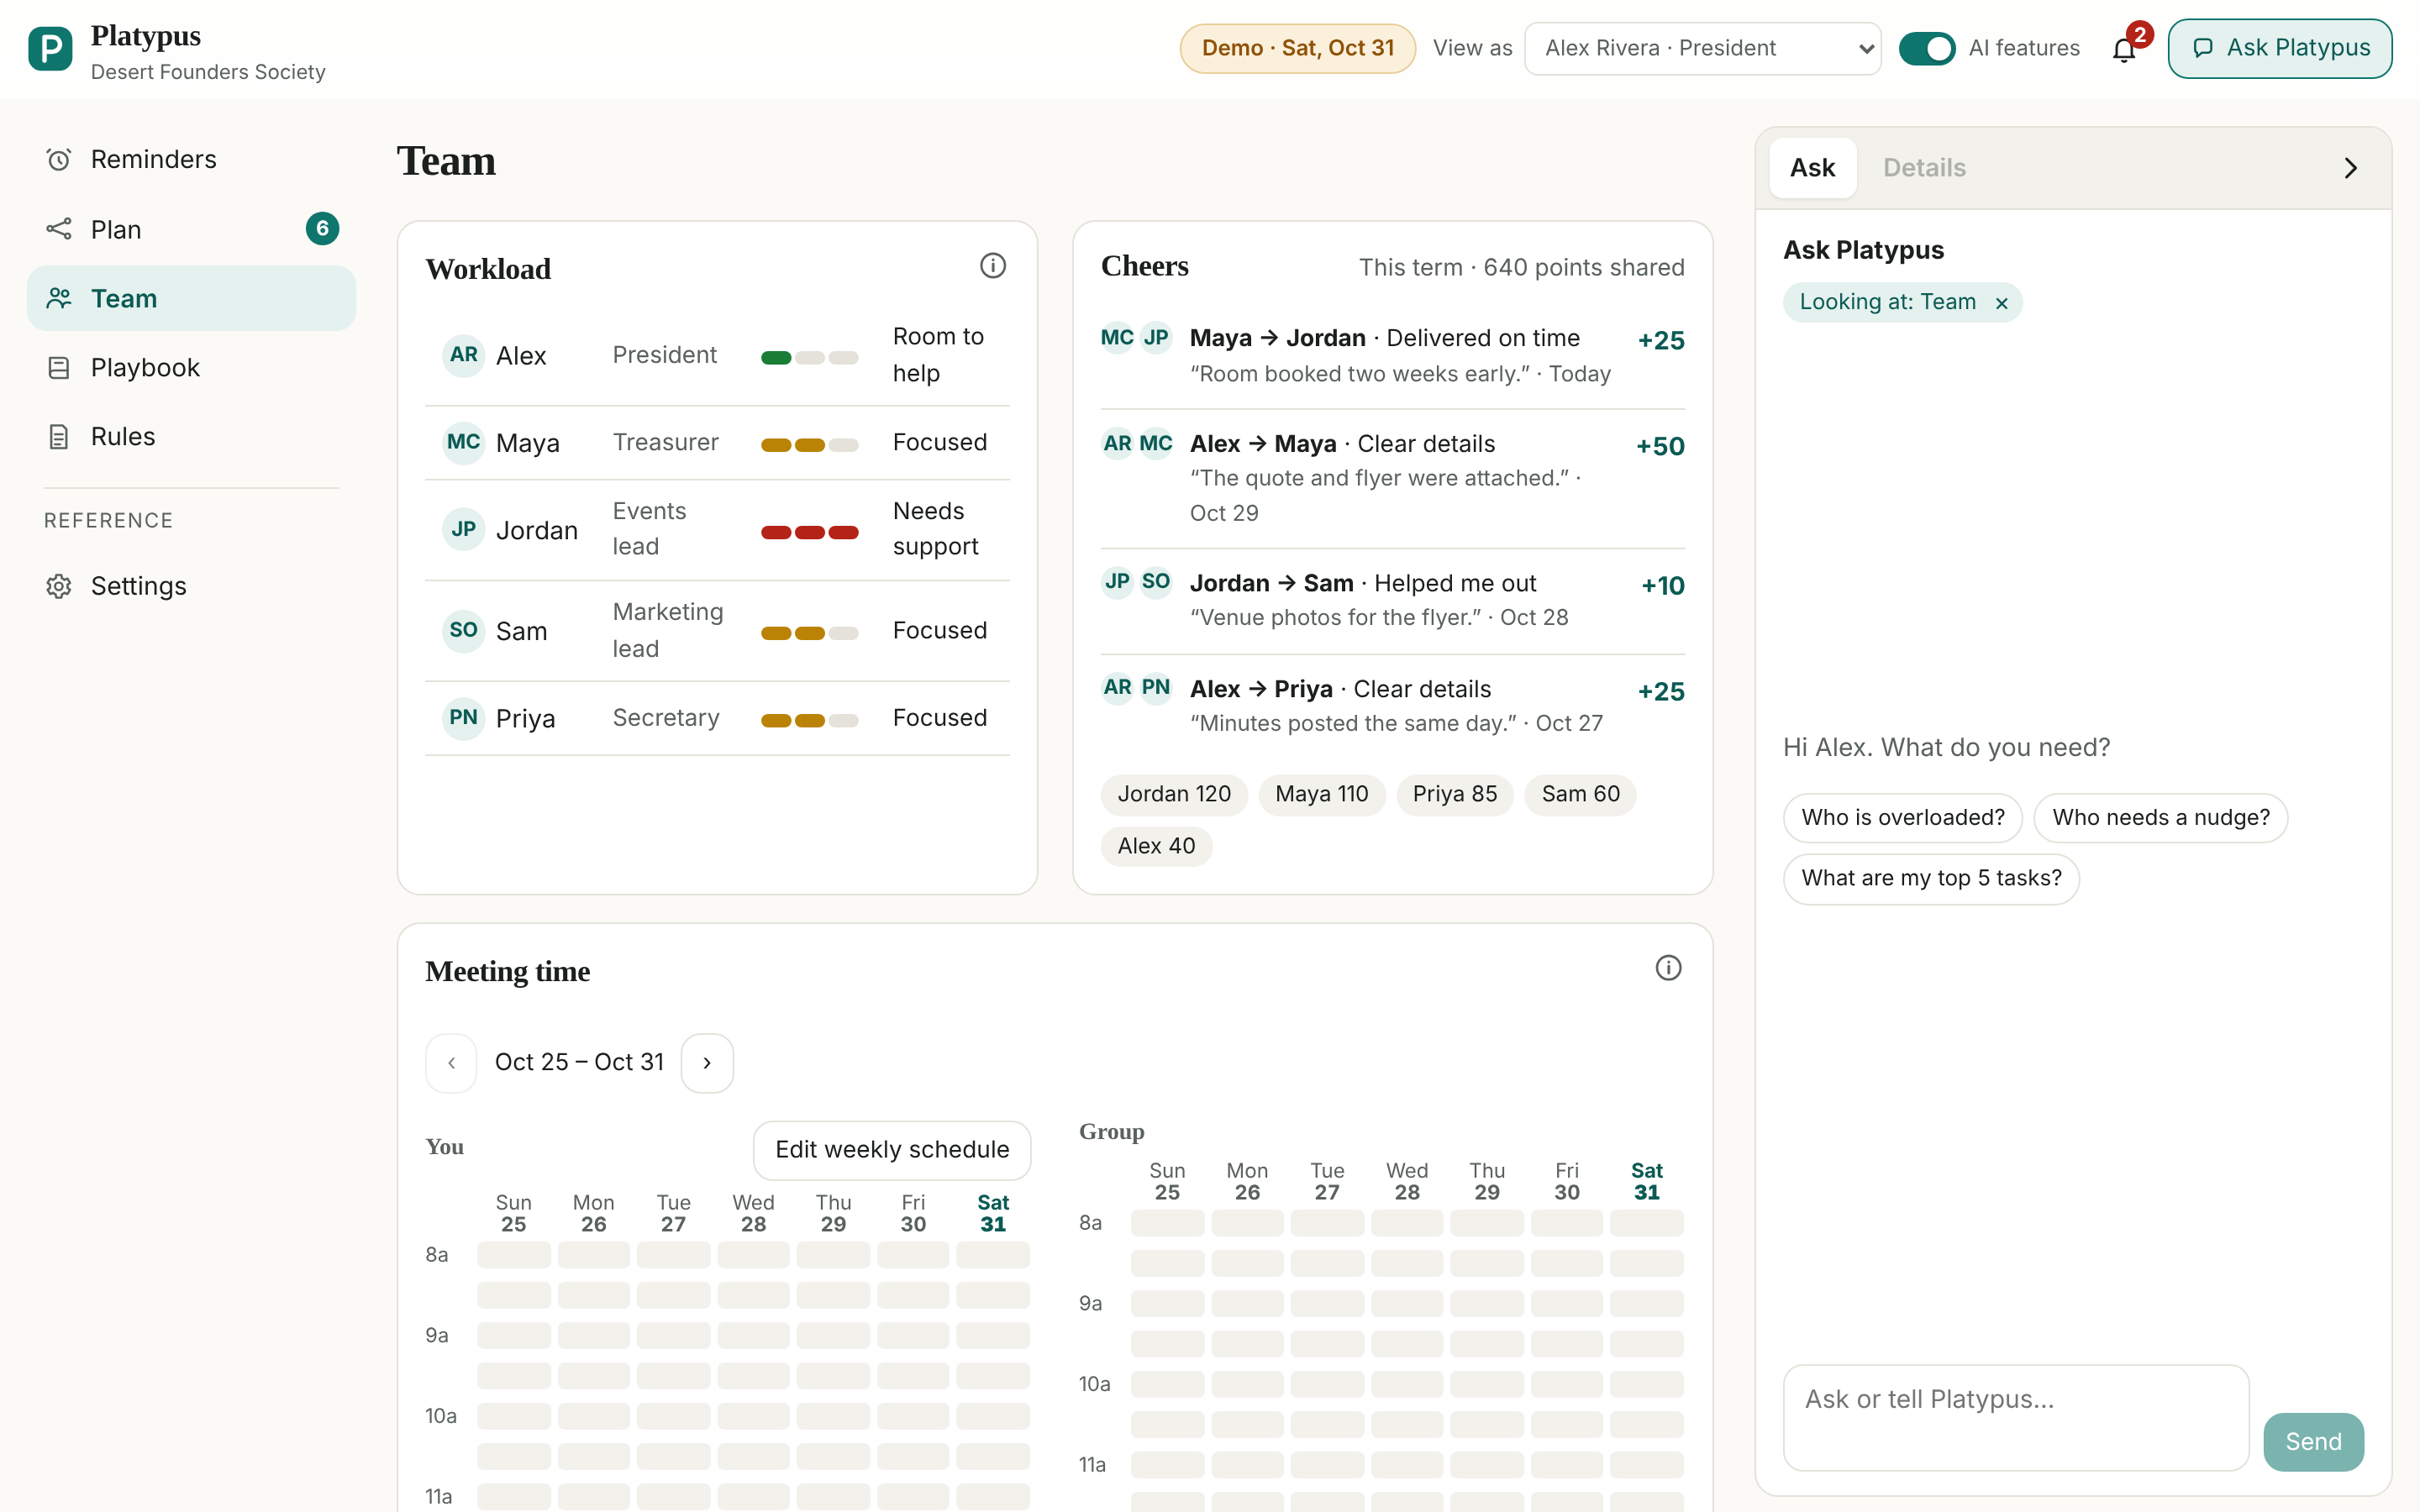 Platypus
Desert Founders Society
Demo · Sat, Oct 31
View as
Alex Rivera · President
AI features
2
Ask Platypus
Reminders
Plan
6
Team
Playbook
Rules
REFERENCE
Settings
Team
Workload
AR Alex President Room to
help
MC Maya Treasurer Focused
JP Jordan Events
lead
Needs
support
SO Sam Marketing
lead
Focused
PN Priya Secretary Focused
Cheers
This term · 640 points shared
MC JP Maya → Jordan · Delivered on time +25
“Room booked two weeks early.” · Today
AR MC Alex → Maya · Clear details +50
“The quote and flyer were attached.” ·
Oct 29
JP SO Jordan → Sam · Helped me out +10
“Venue photos for the flyer.” · Oct 28
AR PN Alex → Priya · Clear details +25
“Minutes posted the same day.” · Oct 27
Jordan 120 Maya 110 Priya 85 Sam 60
Alex 40
Meeting time
‹ Oct 25 – Oct 31 ›
You
Edit weekly schedule
Sun Mon Tue Wed Thu Fri Sat
25 26 27 28 29 30 31
8a
9a
10a
11a
Group
Sun Mon Tue Wed Thu Fri Sat
25 26 27 28 29 30 31
8a
9a
10a
11a
Ask Details
Ask Platypus
Looking at: Team ×
Hi Alex. What do you need?
Who is overloaded? Who needs a nudge?
What are my top 5 tasks?
Ask or tell Platypus...
Send